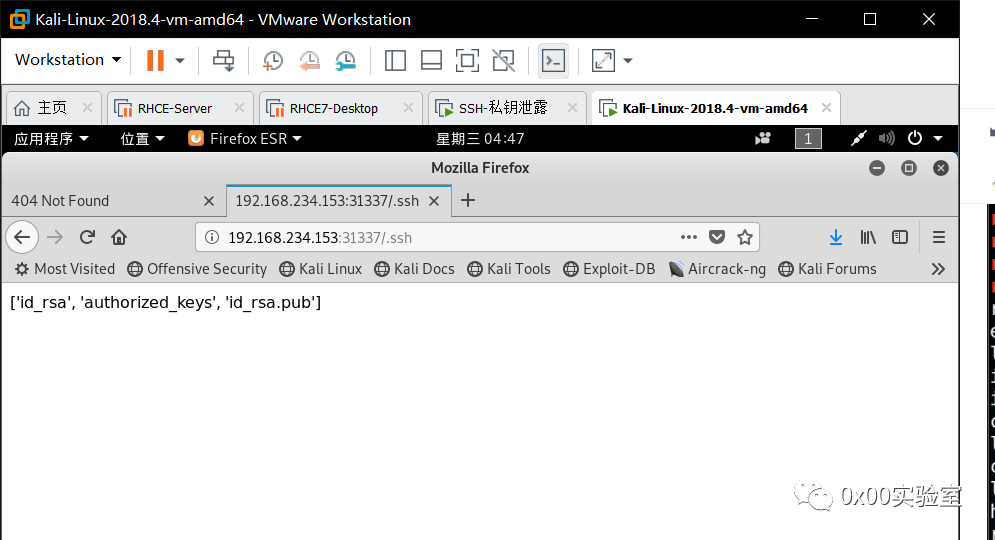 Kali-Linux-2018.4-vm-amd64 - VMware Workstation
Workstation
主页 RHCE-Server RHCE7-Desktop SSH-私钥泄露 Kali-Linux-2018.4-vm-amd64
应用程序 位置 Firefox ESR 星期三 04:47 1
Mozilla Firefox
404 Not Found 192.168.234.153:31337/.ssh
192.168.234.153:31337/.ssh
Most Visited Offensive Security Kali Linux Kali Docs Kali Tools Exploit-DB Aircrack-ng Kali Forums
['id_rsa', 'authorized_keys', 'id_rsa.pub']
0x00实验室